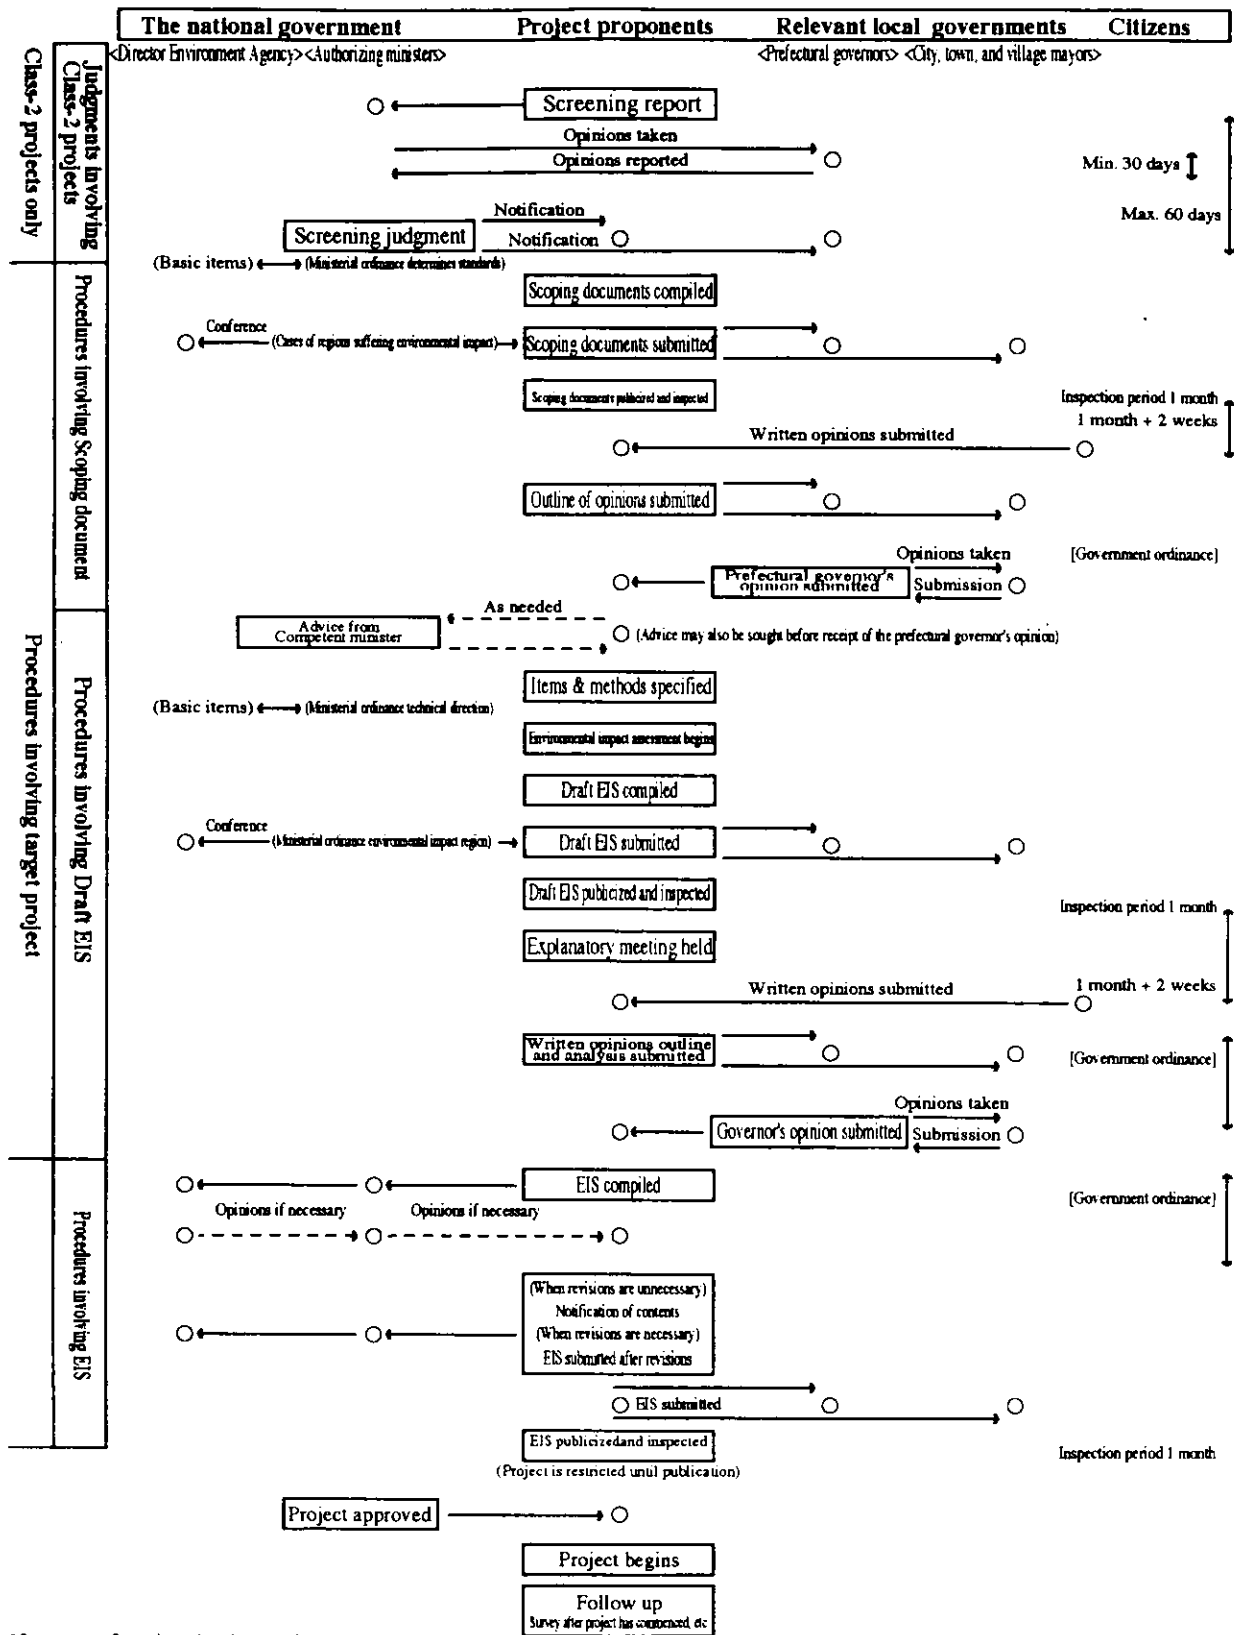 The national government Project proponents Relevant local governments Citizens
<Director Environment Agency> <Authorizing ministers> <Prefectural governors> <City, town, and village mayors>
Class-2 projects only
Judgments involving Class-2 projects
Screening report
Opinions taken
Opinions reported
Min. 30 days
Max. 60 days
Notification
Screening judgment
Notification
(Basic items) (Ministerial ordinance determines standards)
Procedures involving target project
Procedures involving Scoping document
Scoping documents compiled
Conference
(Cases of regions suffering environmental impact)
Scoping documents submitted
Scoping documents publicized and inspected
Inspection period 1 month
1 month + 2 weeks
Written opinions submitted
Outline of opinions submitted
Opinions taken
[Government ordinance]
Prefectural governor's opinion submitted
Submission
Procedures involving Draft EIS
As needed
Advice from Competent minister
(Advice may also be sought before receipt of the prefectural governor's opinion)
Items & methods specified
(Basic items) (Ministerial ordinance technical direction)
Environmental impact assessment begins
Draft EIS compiled
Conference
(Ministerial ordinance environmental impact region)
Draft EIS submitted
Draft EIS publicized and inspected
Inspection period 1 month
Explanatory meeting held
Written opinions submitted
1 month + 2 weeks
Written opinions outline and analysis submitted
[Government ordinance]
Opinions taken
Governor's opinion submitted
Submission
Procedures involving EIS
EIS compiled
[Government ordinance]
Opinions if necessary Opinions if necessary
(When revisions are unnecessary)
Notification of contents
(When revisions are necessary)
EIS submitted after revisions
EIS submitted
EIS publicizedand inspected
Inspection period 1 month
(Project is restricted until publication)
Project approved
Project begins
Follow up
Survey after project has commenced, etc